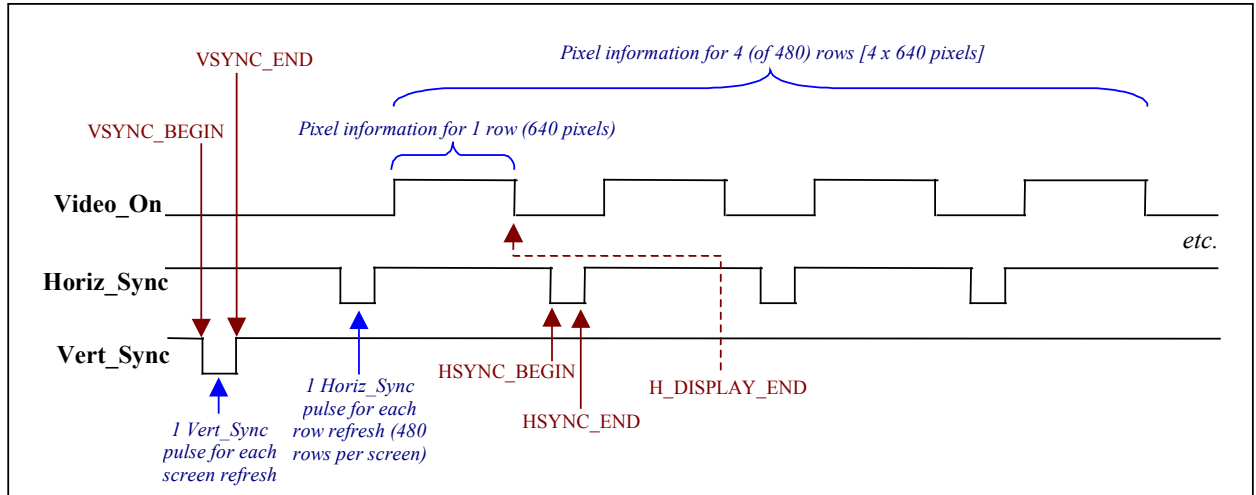 Pixel information for 4 (of 480) rows [4 x 640 pixels]
VSYNC_END
VSYNC_BEGIN
Pixel information for 1 row (640 pixels)
Video_On
etc.
Horiz_Sync
Vert_Sync
HSYNC_BEGIN
H_DISPLAY_END
HSYNC_END
1 Vert_Sync
pulse for each
screen refresh
1 Horiz_Sync
pulse for each
row refresh (480
rows per screen)